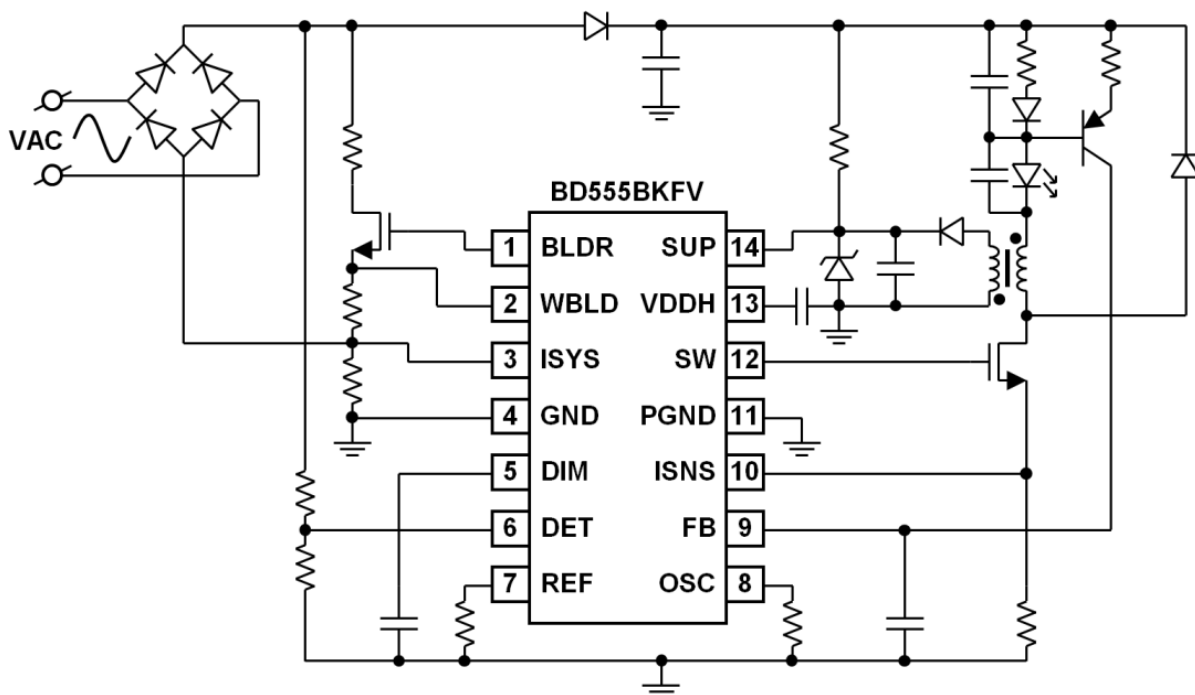 BD555BKFV
VAC
1 BLDR SUP 14
2 WBLD VDDH 13
3 ISYS SW 12
4 GND PGND 11
5 DIM ISNS 10
6 DET FB 9
7 REF OSC 8